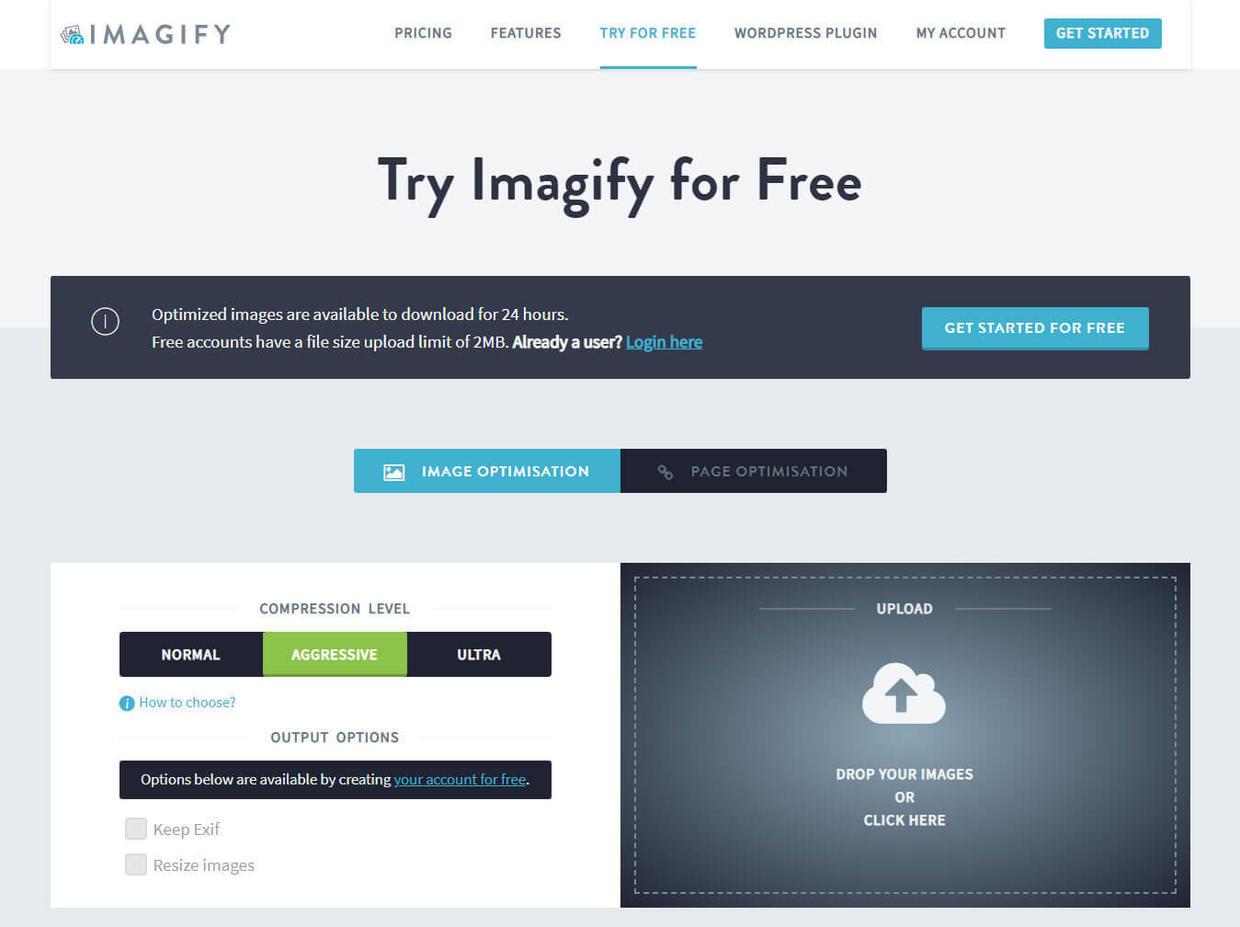 IMAGIFY
PRICING
FEATURES
TRY FOR FREE
WORDPRESS PLUGIN
MY ACCOUNT
GET STARTED
Try Imagify for Free
Optimized images are available to download for 24 hours.
Free accounts have a file size upload limit of 2MB. Already a user? Login here
GET STARTED FOR FREE
IMAGE OPTIMISATION
PAGE OPTIMISATION
COMPRESSION LEVEL
NORMAL
AGGRESSIVE
ULTRA
How to choose?
OUTPUT OPTIONS
Options below are available by creating your account for free.
Keep Exif
Resize images
UPLOAD
DROP YOUR IMAGES
OR
CLICK HERE